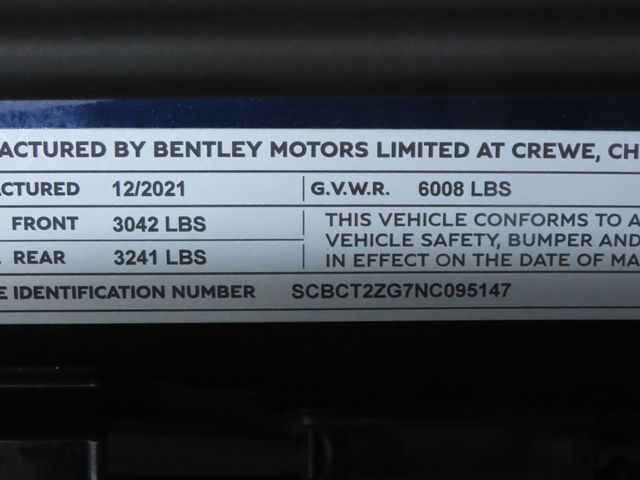 ACTURED BY BENTLEY MOTORS LIMITED AT CREWE, CH
ACTURED 12/2021 G.V.W.R. 6008 LBS
FRONT 3042 LBS
REAR 3241 LBS
THIS VEHICLE CONFORMS TO A
VEHICLE SAFETY, BUMPER AND
IN EFFECT ON THE DATE OF MA
E IDENTIFICATION NUMBER SCBCT2ZG7NC095147